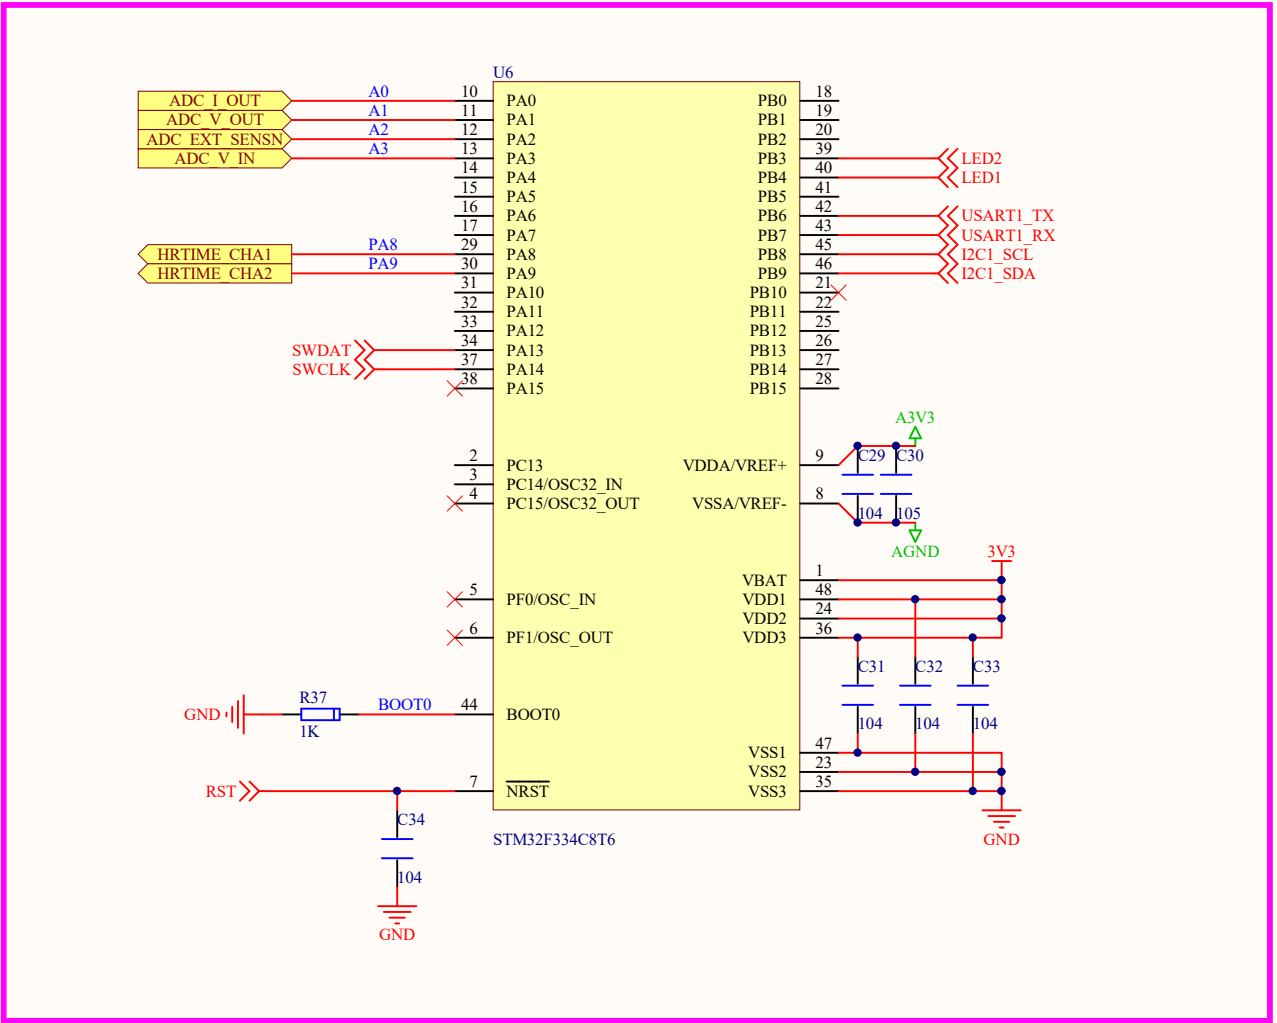 U6
ADC_I_OUT A0 10 PA0 PB0 18
ADC_V_OUT A1 11 PA1 PB1 19
ADC_EXT_SENSN A2 12 PA2 PB2 20
ADC_V_IN A3 13 PA3 PB3 39 LED2
14 PA4 PB4 40 LED1
15 PA5 PB5 41
16 PA6 PB6 42 USART1_TX
17 PA7 PB7 43 USART1_RX
HRTIME_CHA1 PA8 29 PA8 PB8 45 I2C1_SCL
HRTIME_CHA2 PA9 30 PA9 PB9 46 I2C1_SDA
31 PA10 PB10 21
32 PA11 PB11 22
33 PA12 PB12 25
SWDAT 34 PA13 PB13 26
SWCLK 37 PA14 PB14 27
38 PA15 PB15 28
A3V3
C29 C30
2 PC13 VDDA/VREF+ 9
3 PC14/OSC32_IN
4 PC15/OSC32_OUT VSSA/VREF- 8
104 105
AGND
3V3
VBAT 1
5 PF0/OSC_IN VDD1 48
VDD2 24
6 PF1/OSC_OUT VDD3 36
C31 C32 C33
R37
GND BOOT0 44 BOOT0
1K
104 104 104
VSS1 47
VSS2 23
RST 7 NRST VSS3 35
C34
STM32F334C8T6
GND
104
GND